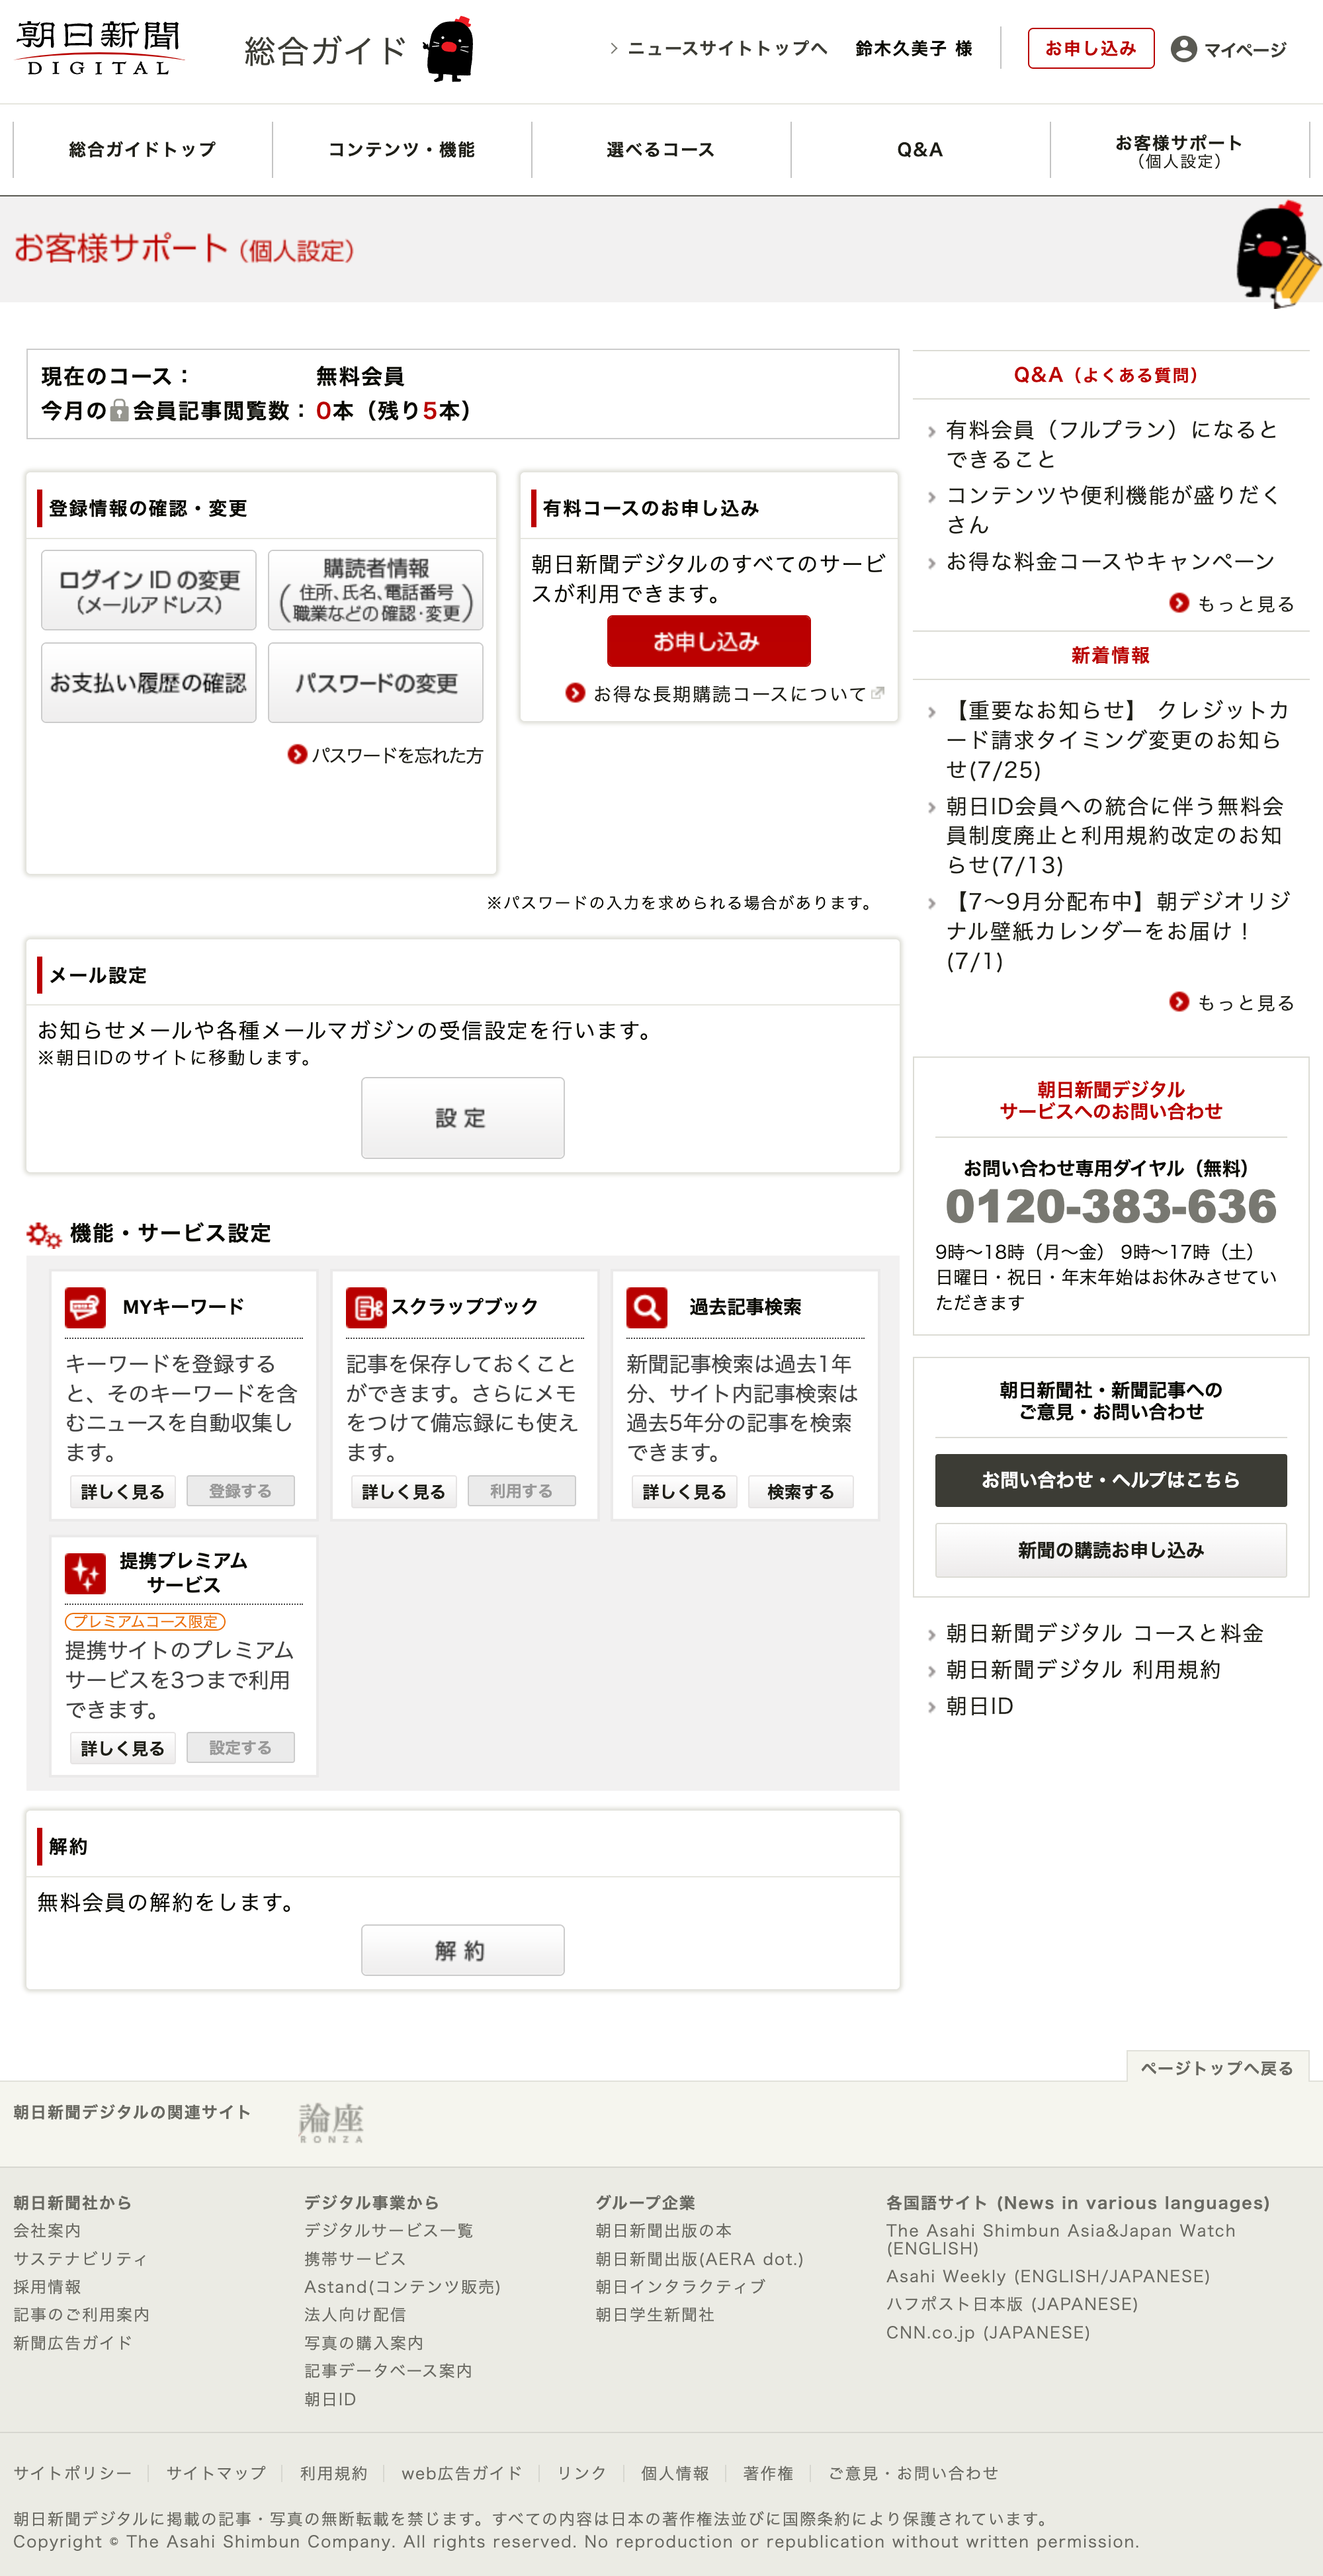 朝日新聞
DIGITAL
総合ガイド
ニュースサイトトップへ
鈴木久美子 様
お申し込み
マイページ
総合ガイドトップ
コンテンツ・機能
選べるコース
Q&A
お客様サポート
（個人設定）
お客様サポート（個人設定）
現在のコース： 無料会員
今月の会員記事閲覧数：0本（残り5本）
登録情報の確認・変更
ログイン ID の変更
（メールアドレス）
購読者情報
（住所、氏名、電話番号
職業などの確認・変更）
お支払い履歴の確認
パスワードの変更
パスワードを忘れた方
有料コースのお申し込み
朝日新聞デジタルのすべてのサービ
スが利用できます。
お申し込み
お得な長期購読コースについて
※パスワードの入力を求められる場合があります。
メール設定
お知らせメールや各種メールマガジンの受信設定を行います。
※朝日IDのサイトに移動します。
設定
機能・サービス設定
MYキーワード
キーワードを登録する
と、そのキーワードを含
むニュースを自動収集し
ます。
詳しく見る
登録する
スクラップブック
記事を保存しておくこと
ができます。さらにメモ
をつけて備忘録にも使え
ます。
詳しく見る
利用する
過去記事検索
新聞記事検索は過去1年
分、サイト内記事検索は
過去5年分の記事を検索
できます。
詳しく見る
検索する
提携プレミアム
サービス
プレミアムコース限定
提携サイトのプレミアム
サービスを3つまで利用
できます。
詳しく見る
設定する
解約
無料会員の解約をします。
解約
Q&A（よくある質問）
有料会員（フルプラン）になると
できること
コンテンツや便利機能が盛りだく
さん
お得な料金コースやキャンペーン
もっと見る
新着情報
【重要なお知らせ】 クレジットカ
ード請求タイミング変更のお知ら
せ(7/25)
朝日ID会員への統合に伴う無料会
員制度廃止と利用規約改定のお知
らせ(7/13)
【7～9月分配布中】朝デジオリジ
ナル壁紙カレンダーをお届け！
(7/1)
もっと見る
朝日新聞デジタル
サービスへのお問い合わせ
お問い合わせ専用ダイヤル（無料）
0120-383-636
9時～18時（月～金） 9時～17時（土）
日曜日・祝日・年末年始はお休みさせてい
ただきます
朝日新聞社・新聞記事への
ご意見・お問い合わせ
お問い合わせ・ヘルプはこちら
新聞の購読お申し込み
朝日新聞デジタル コースと料金
朝日新聞デジタル 利用規約
朝日ID
ページトップへ戻る
朝日新聞デジタルの関連サイト
論座
RONZA
朝日新聞社から
会社案内
サステナビリティ
採用情報
記事のご利用案内
新聞広告ガイド
デジタル事業から
デジタルサービス一覧
携帯サービス
Astand(コンテンツ販売)
法人向け配信
写真の購入案内
記事データベース案内
朝日ID
グループ企業
朝日新聞出版の本
朝日新聞出版(AERA dot.)
朝日インタラクティブ
朝日学生新聞社
各国語サイト (News in various languages)
The Asahi Shimbun Asia&Japan Watch
(ENGLISH)
Asahi Weekly (ENGLISH/JAPANESE)
ハフポスト日本版 (JAPANESE)
CNN.co.jp (JAPANESE)
サイトポリシー
サイトマップ
利用規約
web広告ガイド
リンク
個人情報
著作権
ご意見・お問い合わせ
朝日新聞デジタルに掲載の記事・写真の無断転載を禁じます。すべての内容は日本の著作権法並びに国際条約により保護されています。
Copyright © The Asahi Shimbun Company. All rights reserved. No reproduction or republication without written permission.